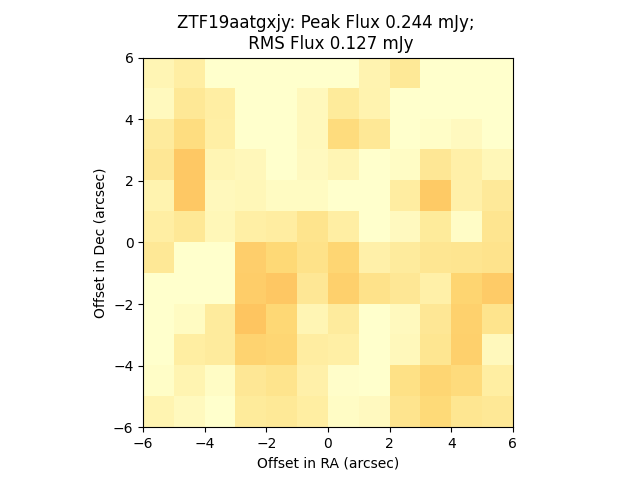 ZTF19aatgxjy: Peak Flux 0.244 mJy;
RMS Flux 0.127 mJy
6
4
2
0
−2
−4
−6
Offset in Dec (arcsec)
−6 −4 −2 0 2 4 6
Offset in RA (arcsec)